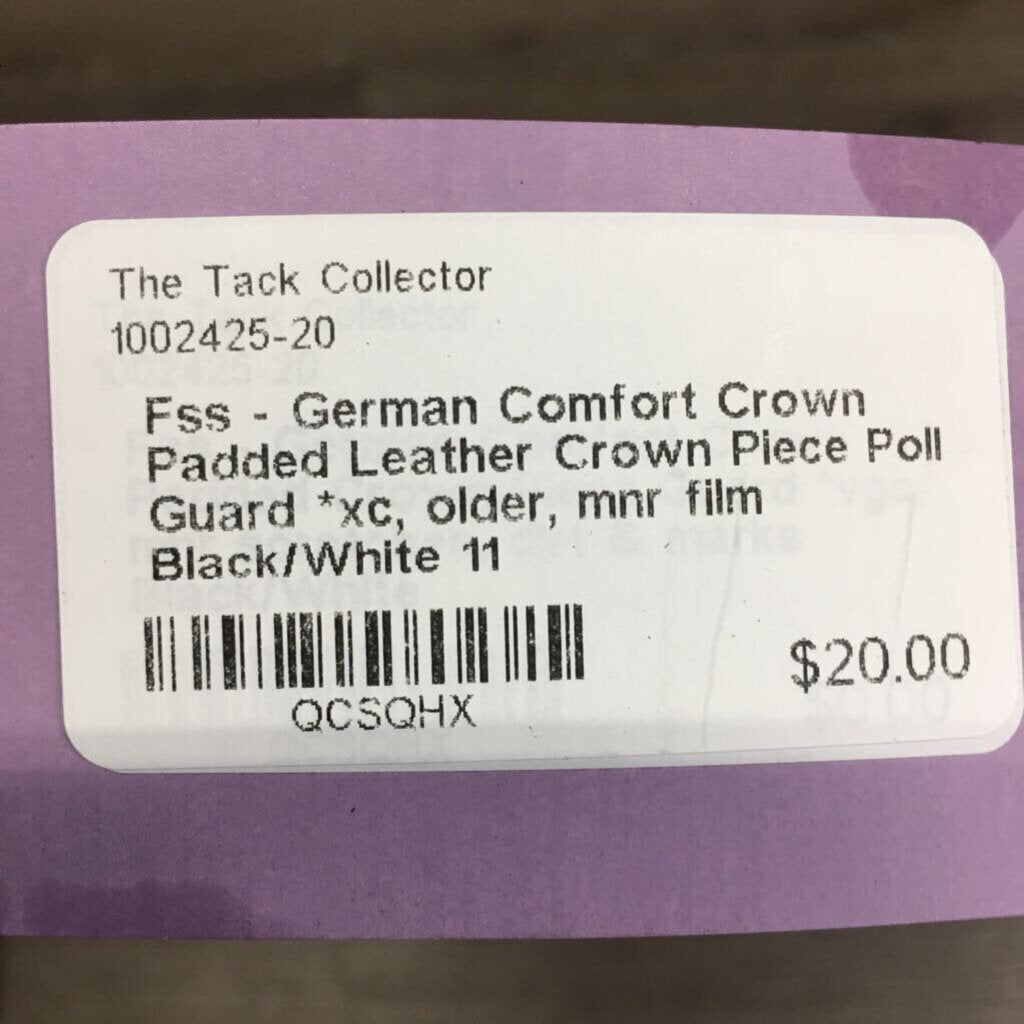 The Tack Collector
1002425-20
Fss - German Comfort Crown
Padded Leather Crown Piece Poll
Guard *xc, older, mnr film
Black/White 11
$20.00
QCSQHX